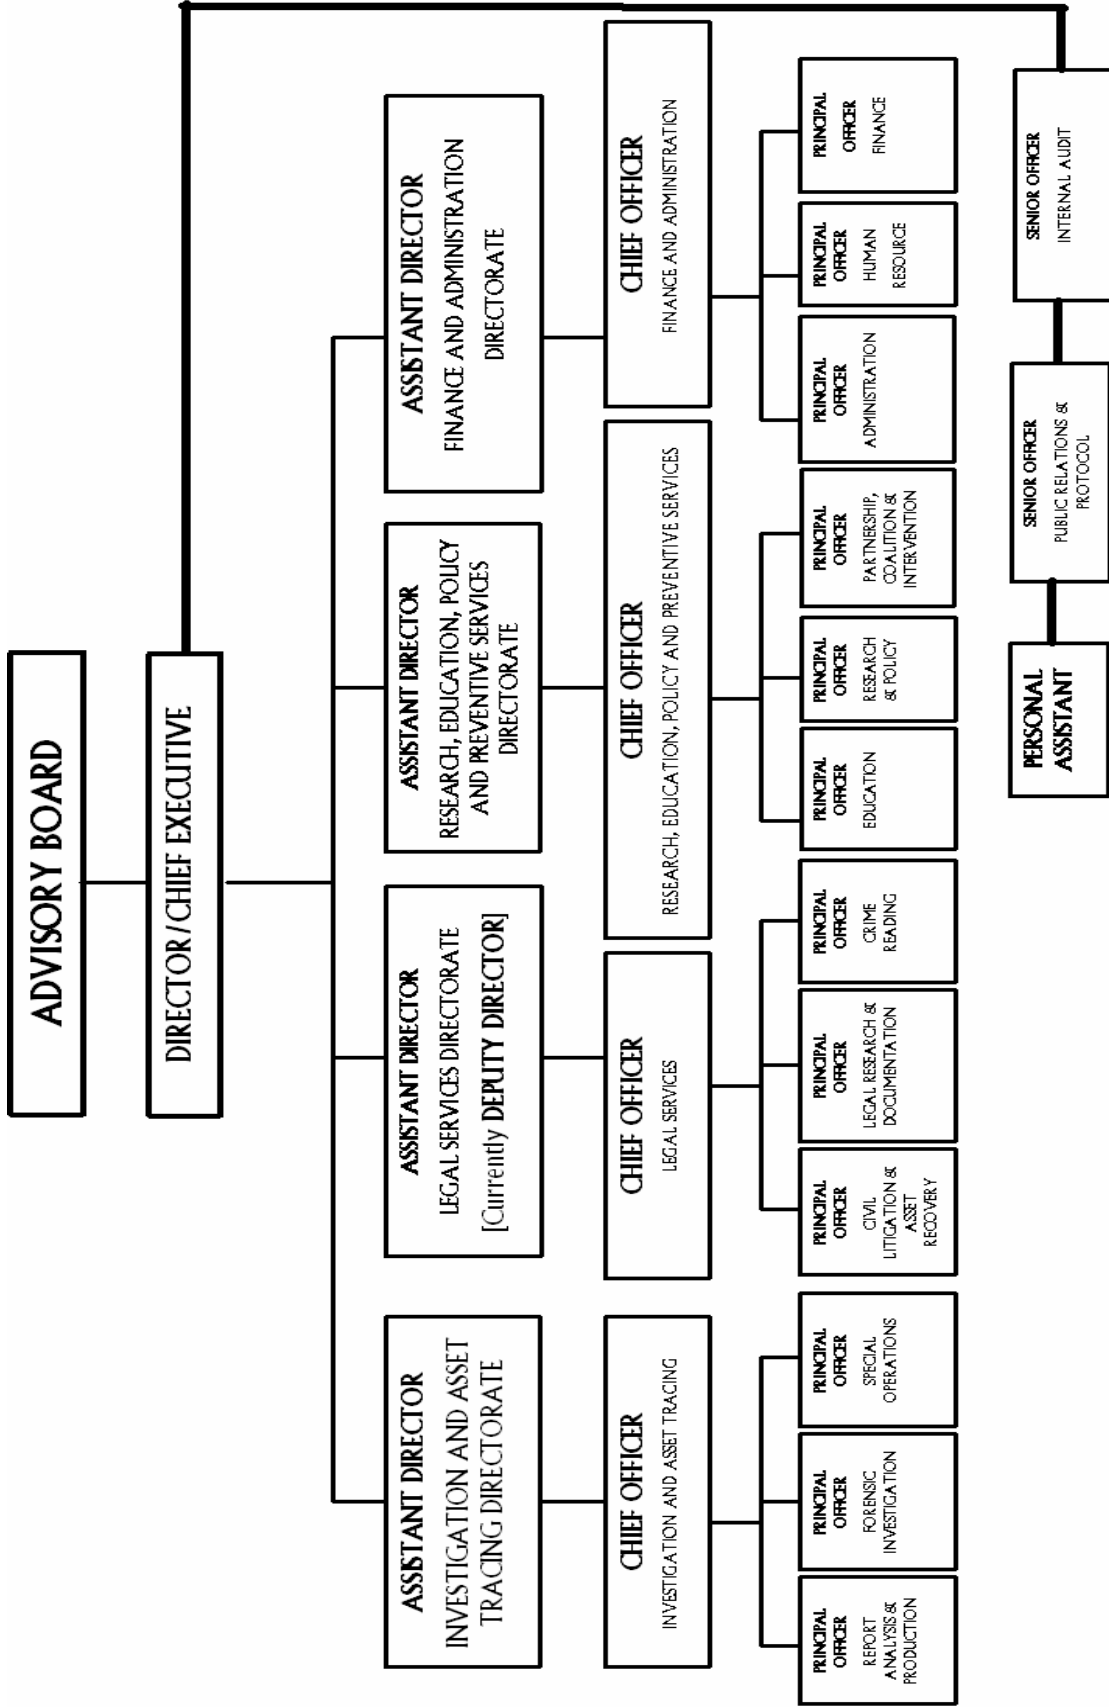 ADVISORY BOARD
DIRECTOR/CHIEF EXECUTIVE
ASSISTANT DIRECTOR
INVESTIGATION AND ASSET
TRACING DIRECTORATE
ASSISTANT DIRECTOR
LEGAL SERVICES DIRECTORATE
[Currently DEPUTY DIRECTOR]
ASSISTANT DIRECTOR
RESEARCH, EDUCATION, POLICY
AND PREVENTIVE SERVICES
DIRECTORATE
ASSISTANT DIRECTOR
FINANCE AND ADMINISTRATION
DIRECTORATE
CHIEF OFFICER
INVESTIGATION AND ASSET TRACING
CHIEF OFFICER
LEGAL SERVICES
CHIEF OFFICER
RESEARCH, EDUCATION, POLICY AND PREVENTIVE SERVICES
CHIEF OFFICER
FINANCE AND ADMINISTRATION
PRINCIPAL
OFFICER
REPORT
ANALYSIS &
PRODUCTION
PRINCIPAL
OFFICER
FORENSIC
INVESTIGATION
PRINCIPAL
OFFICER
SPECIAL
OPERATIONS
PRINCIPAL
OFFICER
CIVIL
LITIGATION &
ASSET
RECOVERY
PRINCIPAL
OFFICER
LEGAL RESEARCH &
DOCUMENTATION
PRINCIPAL
OFFICER
CRIME
READING
PRINCIPAL
OFFICER
EDUCATION
PRINCIPAL
OFFICER
RESEARCH
& POLICY
PRINCIPAL
OFFICER
PARTNERSHIP,
COALITION &
INTERVENTION
PRINCIPAL
OFFICER
ADMINISTRATION
PRINCIPAL
OFFICER
HUMAN
RESOURCE
PRINCIPAL
OFFICER
FINANCE
PERSONAL
ASSISTANT
SENIOR OFFICER
PUBLIC RELATIONS &
PROTOCOL
SENIOR OFFICER
INTERNAL AUDIT